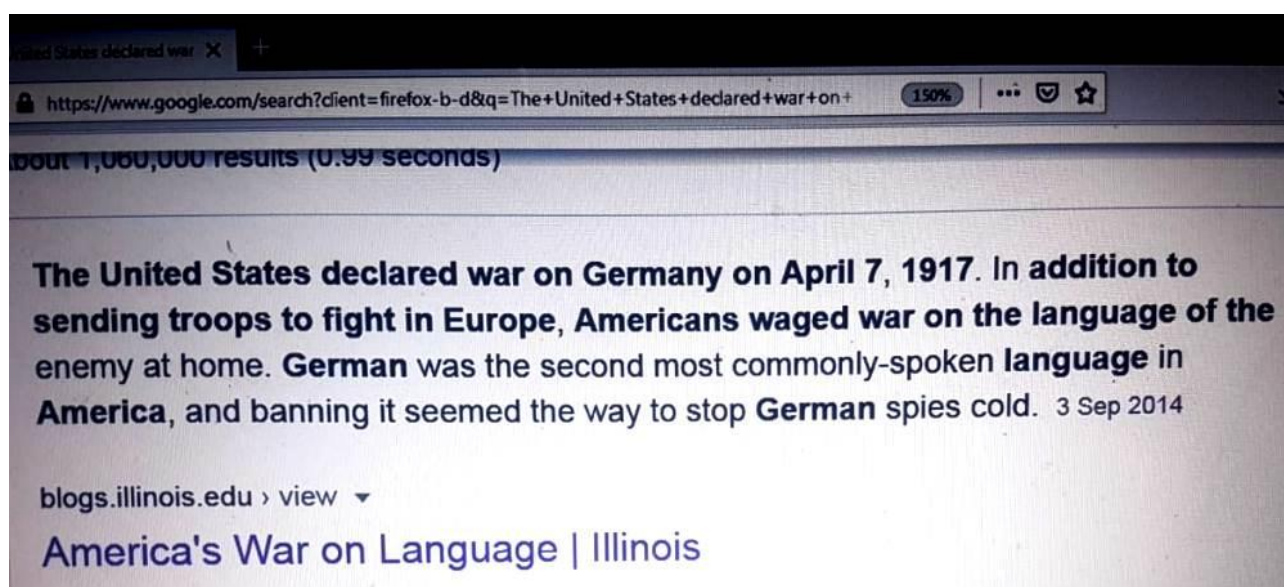 United States declared war
https://www.google.com/search?client=firefox-b-d&q=The+United+States+declared+war+on+ 150%
About 1,060,000 results (0.99 seconds)
The United States declared war on Germany on April 7, 1917. In addition to
sending troops to fight in Europe, Americans waged war on the language of the
enemy at home. German was the second most commonly-spoken language in
America, and banning it seemed the way to stop German spies cold. 3 Sep 2014
blogs.illinois.edu › view
America's War on Language | Illinois